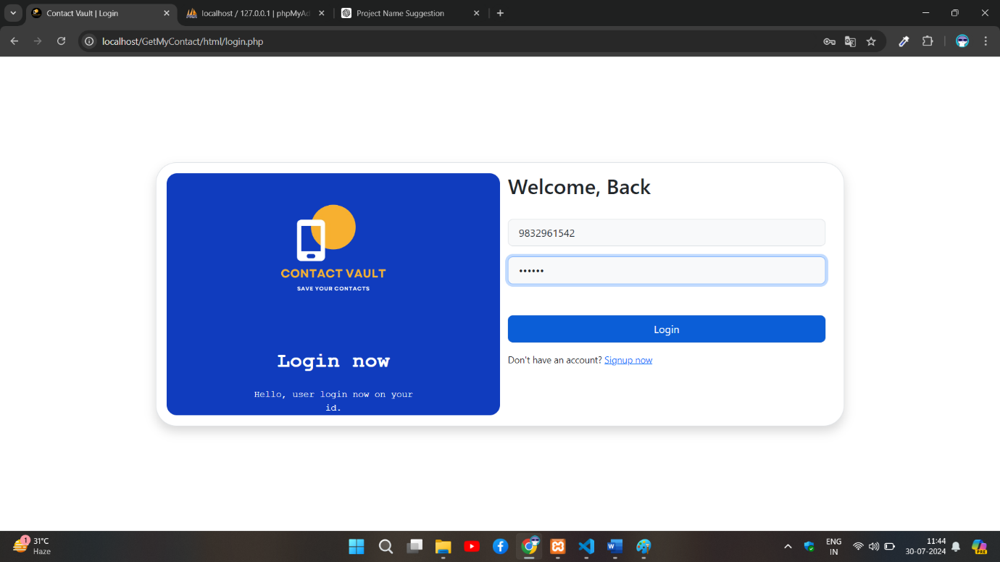 Contact Vault | Login
localhost / 127.0.0.1 | phpMyAd
Project Name Suggestion
localhost/GetMyContact/html/login.php
CONTACT VAULT
SAVE YOUR CONTACTS
Login now
Hello, user login now on your
id.
Welcome, Back
9832961542
••••••
Login
Don't have an account? Signup now
1
31°C
Haze
W
PRE
ENG
IN
11:44
30-07-2024